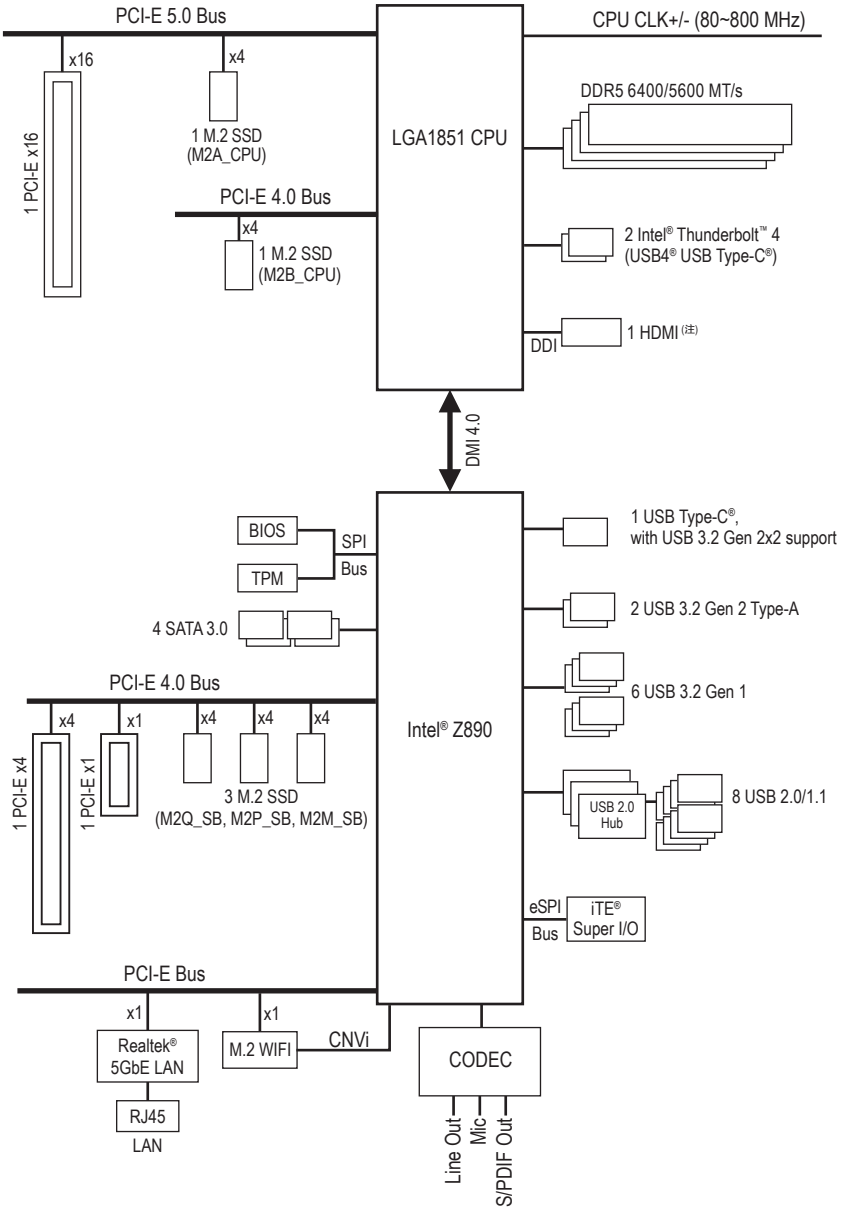 PCI-E 5.0 Bus
CPU CLK+/- (80~800 MHz)
x16
x4
1 PCI-E x16
1 M.2 SSD
(M2A_CPU)
LGA1851 CPU
DDR5 6400/5600 MT/s
PCI-E 4.0 Bus
x4
1 M.2 SSD
(M2B_CPU)
2 Intel® Thunderbolt™ 4
(USB4® USB Type-C®)
DDI
1 HDMI (注)
DMI 4.0
BIOS
TPM
SPI
Bus
4 SATA 3.0
1 USB Type-C®,
with USB 3.2 Gen 2x2 support
2 USB 3.2 Gen 2 Type-A
PCI-E 4.0 Bus
x4
x1
x4
x4
x4
1 PCI-E x4
1 PCI-E x1
3 M.2 SSD
(M2Q_SB, M2P_SB, M2M_SB)
Intel® Z890
6 USB 3.2 Gen 1
USB 2.0
Hub
8 USB 2.0/1.1
eSPI
Bus
iTE®
Super I/O
PCI-E Bus
x1
x1
Realtek®
5GbE LAN
M.2 WIFI
CNVi
RJ45
LAN
CODEC
Line Out
Mic
S/PDIF Out